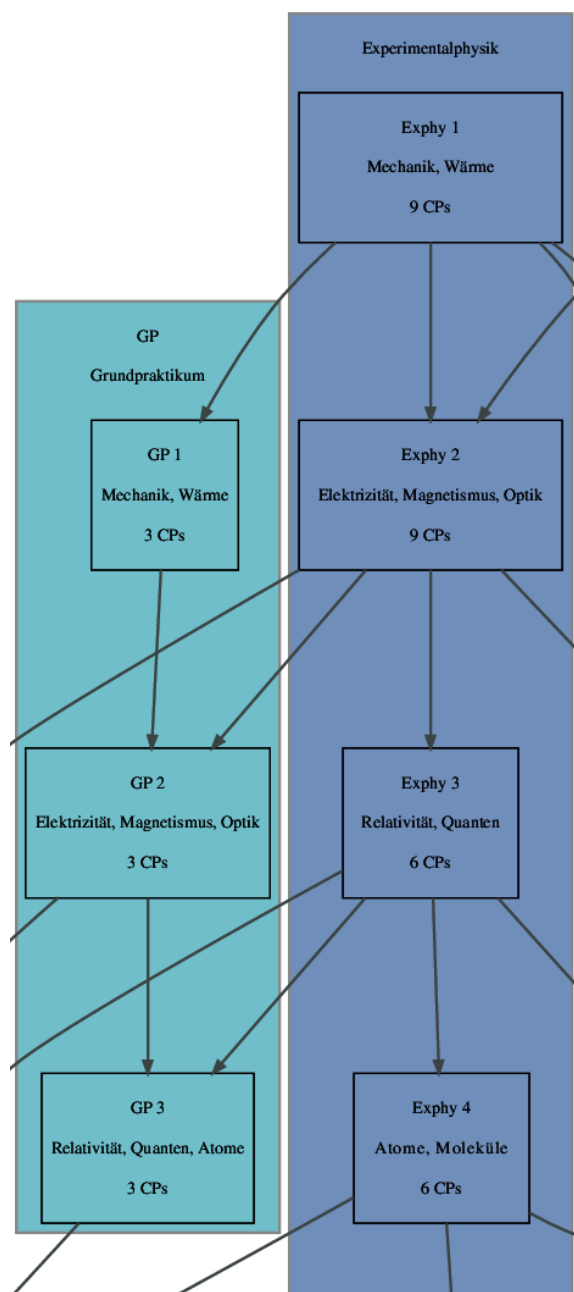 Experimentalphysik
Exphy 1
Mechanik, Wärme
9 CPs
GP
Grundpraktikum
GP 1
Mechanik, Wärme
3 CPs
Exphy 2
Elektrizität, Magnetismus, Optik
9 CPs
GP 2
Elektrizität, Magnetismus, Optik
3 CPs
Exphy 3
Relativität, Quanten
6 CPs
GP 3
Relativität, Quanten, Atome
3 CPs
Exphy 4
Atome, Moleküle
6 CPs